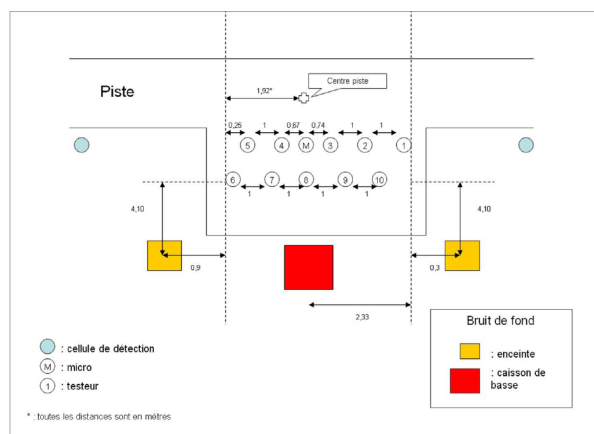 Centre piste
Piste
1,92*
0,25 1 0,67 0,74 1 1
5 4 M 3 2 1
6 7 8 9 10
1 1 1 1
4,10 4,10
0,9 0,3
2,33
Bruit de fond
: cellule de détection
: enceinte
M : micro
: caisson de
basse
1 : testeur
* : toutes les distances sont en mètres